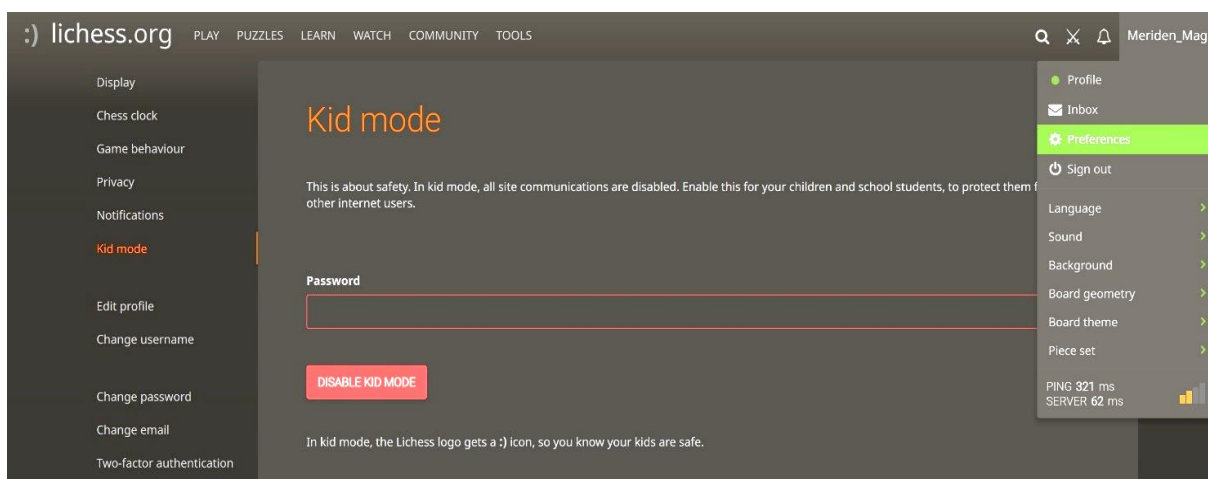 :) lichess.org PLAY PUZZLES LEARN WATCH COMMUNITY TOOLS Meriden_Mag
Display
Chess clock
Game behaviour
Privacy
Notifications
Kid mode
Edit profile
Change username
Change password
Change email
Two-factor authentication
Kid mode
This is about safety. In kid mode, all site communications are disabled. Enable this for your children and school students, to protect them
other internet users.
Password
DISABLE KID MODE
In kid mode, the Lichess logo gets a :) icon, so you know your kids are safe.
Profile
Inbox
Preferences
Sign out
Language
Sound
Background
Board geometry
Board theme
Piece set
PING 321 ms
SERVER 62 ms